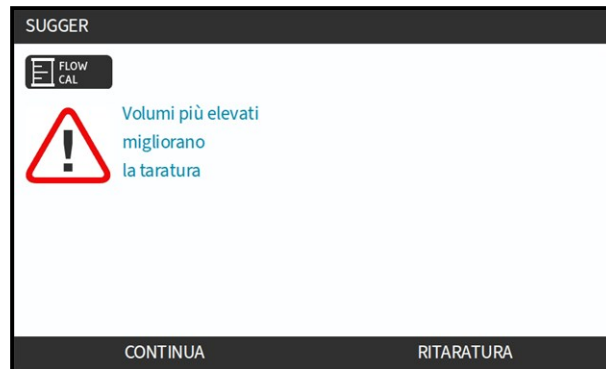 SUGGER
FLOW
CAL
Volumi più elevati
migliorano
la taratura
CONTINUA
RITARATURA